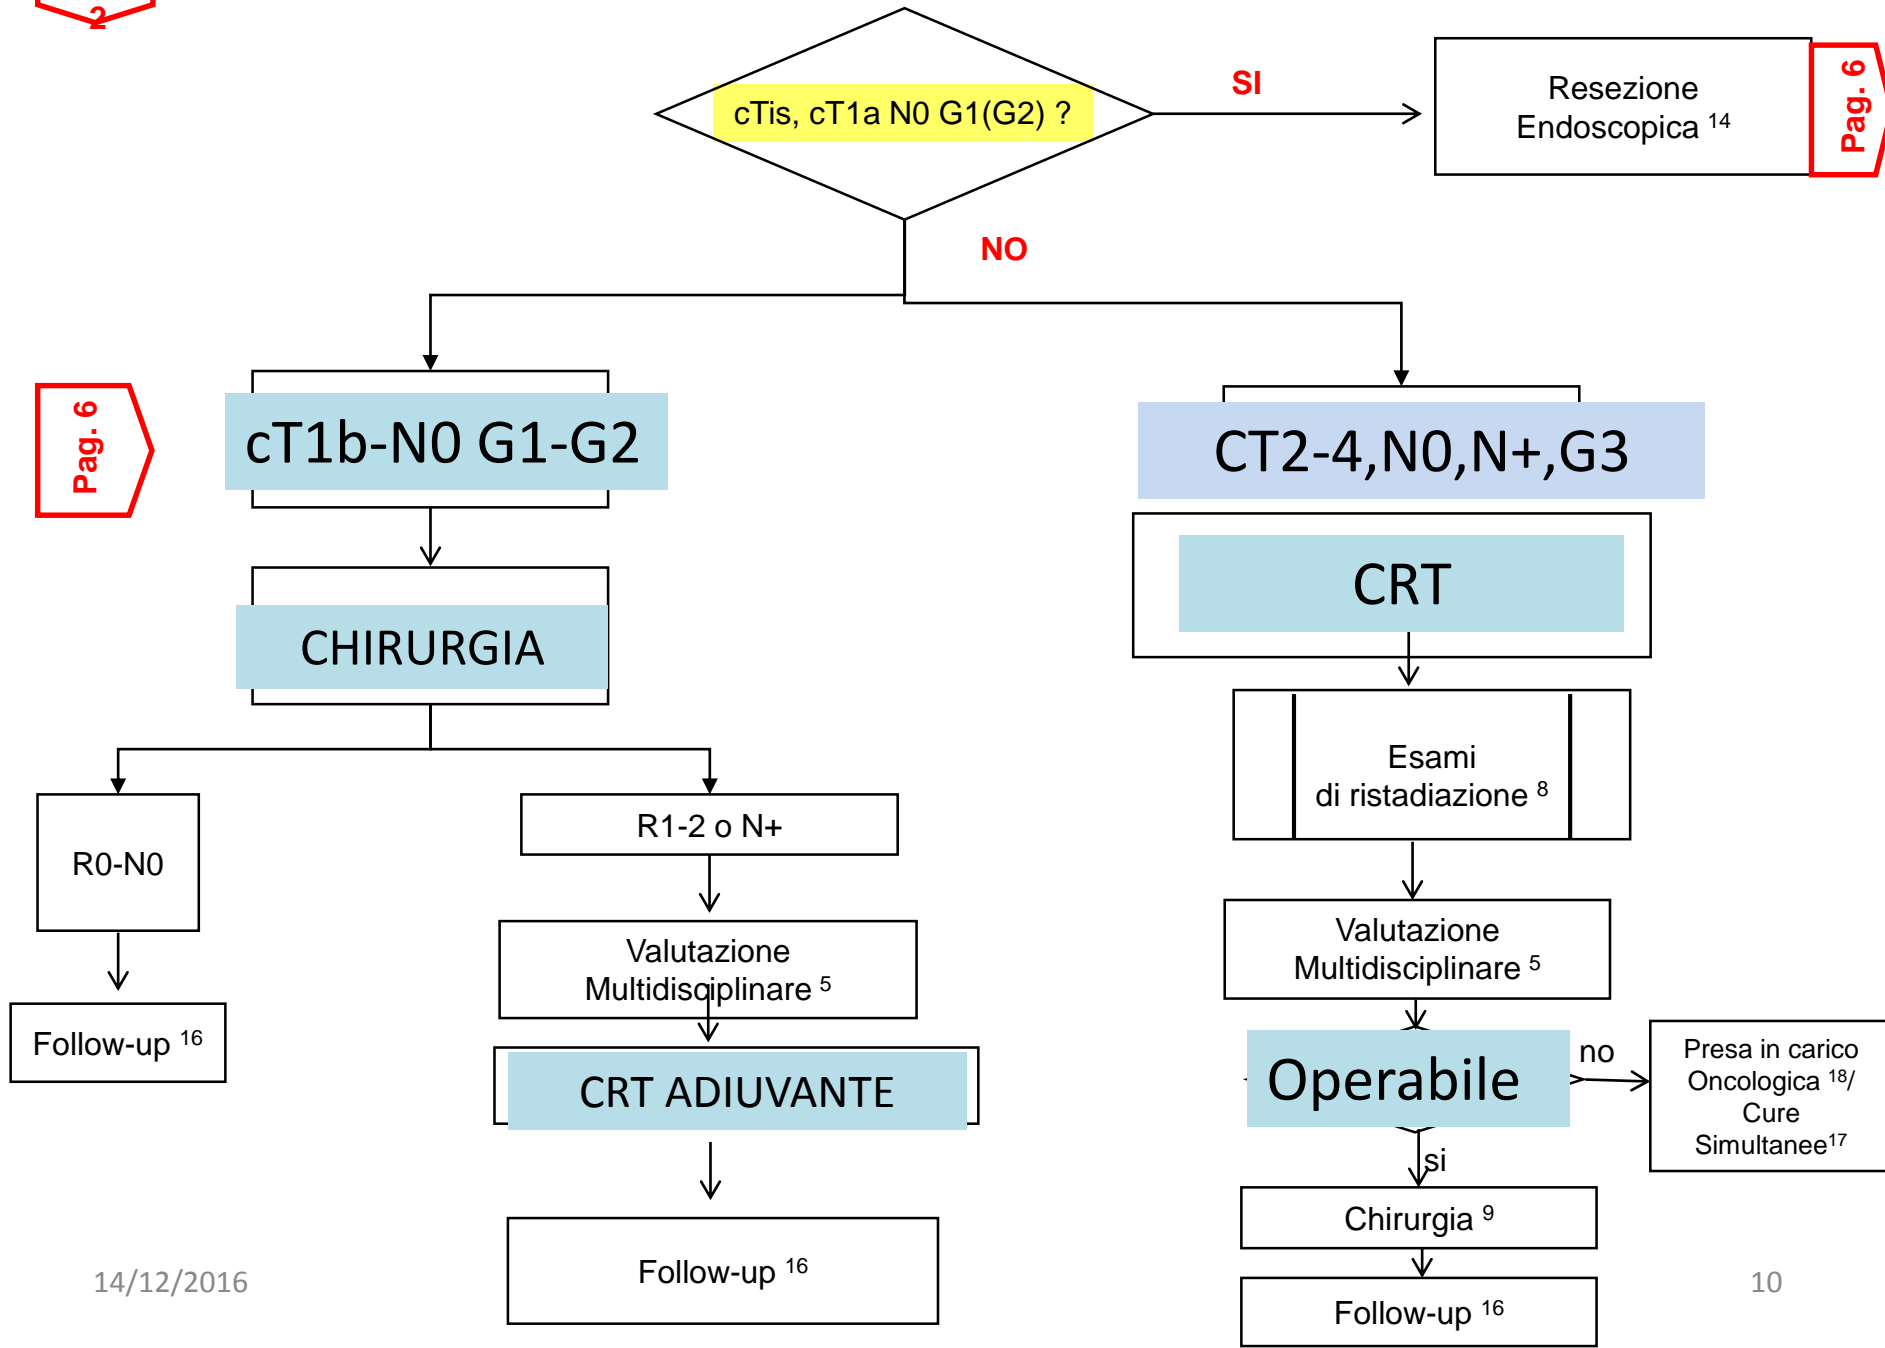 2
cTis, cT1a N0 G1(G2) ?
SI
Resezione
Endoscopica 14
Pag. 6
NO
Pag. 6
cT1b-N0 G1-G2
CT2-4,N0,N+,G3
CHIRURGIA
CRT
Esami
di ristadiazione 8
R0-N0
R1-2 o N+
Valutazione
Multidisciplinare 5
Valutazione
Multidisciplinare 5
Follow-up 16
CRT ADIUVANTE
Operabile
no
Presa in carico
Oncologica 18/
Cure
Simultanee17
si
Chirurgia 9
Follow-up 16
Follow-up 16
14/12/2016
10